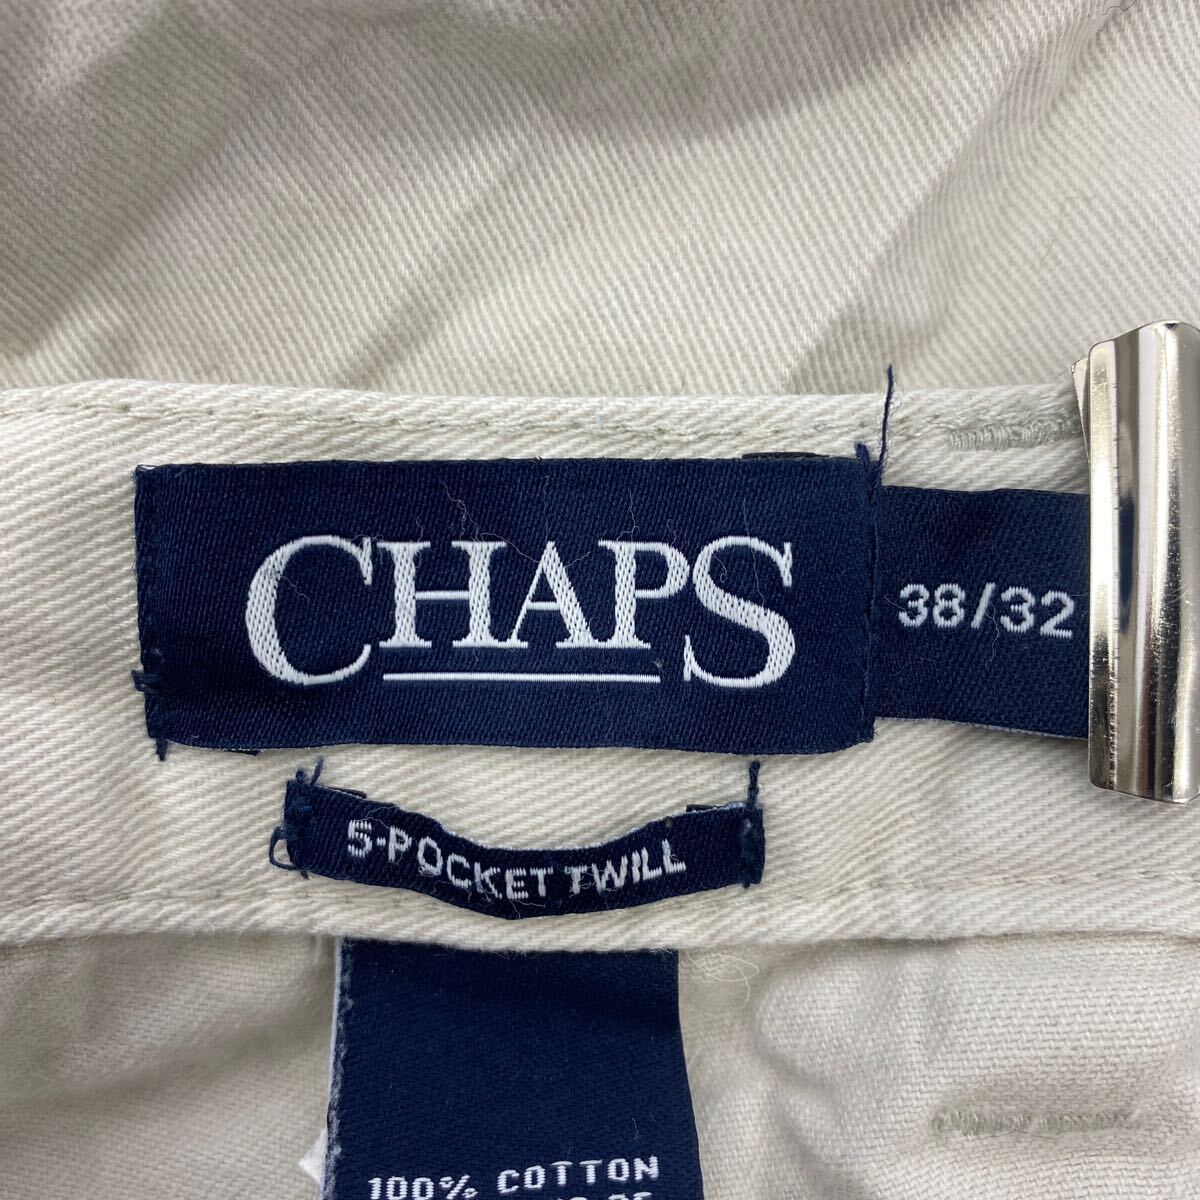 CHAPS
38/32
5-POCKET TWILL
100% COTTON